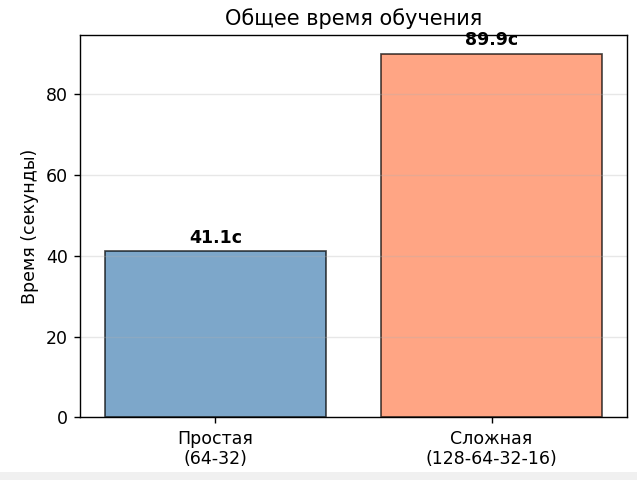 Общее время обучения
89.9с
80
60
41.1с
40
20
0
Время (секунды)
Простая
(64-32)
Сложная
(128-64-32-16)